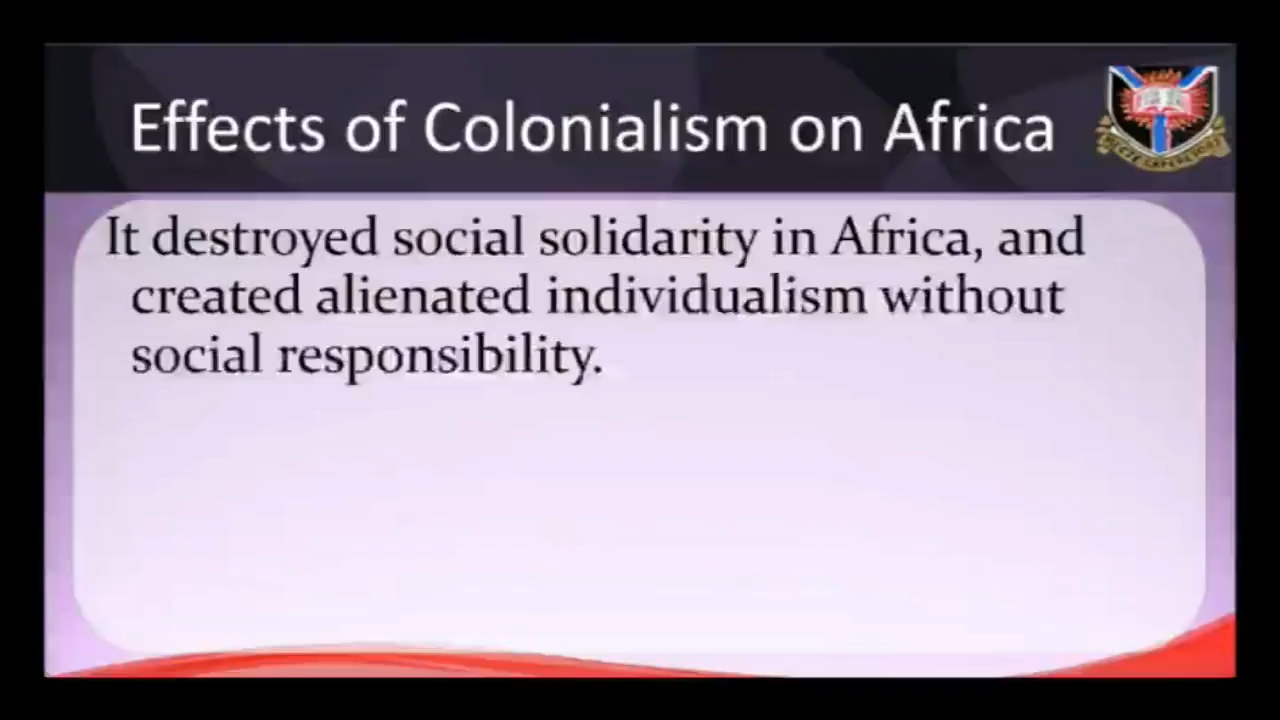 Effects of Colonialism on Africa
It destroyed social solidarity in Africa, and
created alienated individualism without
social responsibility.